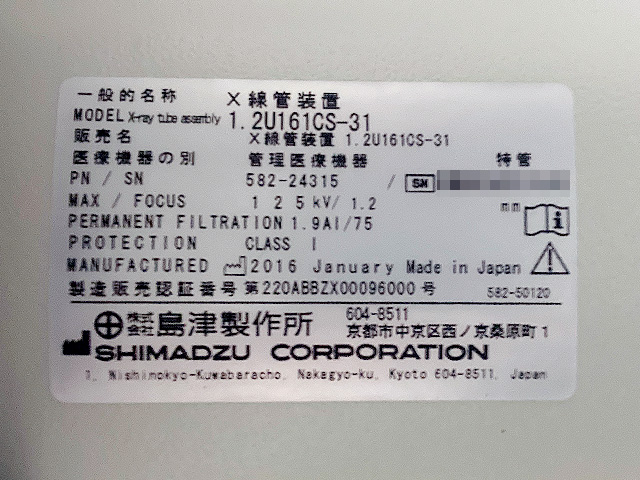 一般的名称 X線管装置
MODEL X-ray tube assembly 1.2U161CS-31
販売名 X線管装置 1.2U161CS-31
医療機器の別 管理医療機器 特管
PN / SN 582-24315 / SN
MAX / FOCUS 125kV/ 1.2 mm
PERMANENT FILTRATION 1.9Al/75
PROTECTION CLASS I
MANUFACTURED 2016 January Made in Japan
製造販売認証番号 第220ABBZX00096000号 582-50120
株式会社 島津製作所 604-8511
京都市中京区西ノ京桑原町1
SHIMADZU CORPORATION
1, Nishinokyo-Kuwabaracho, Nakagyo-ku, Kyoto 604-8511, Japan